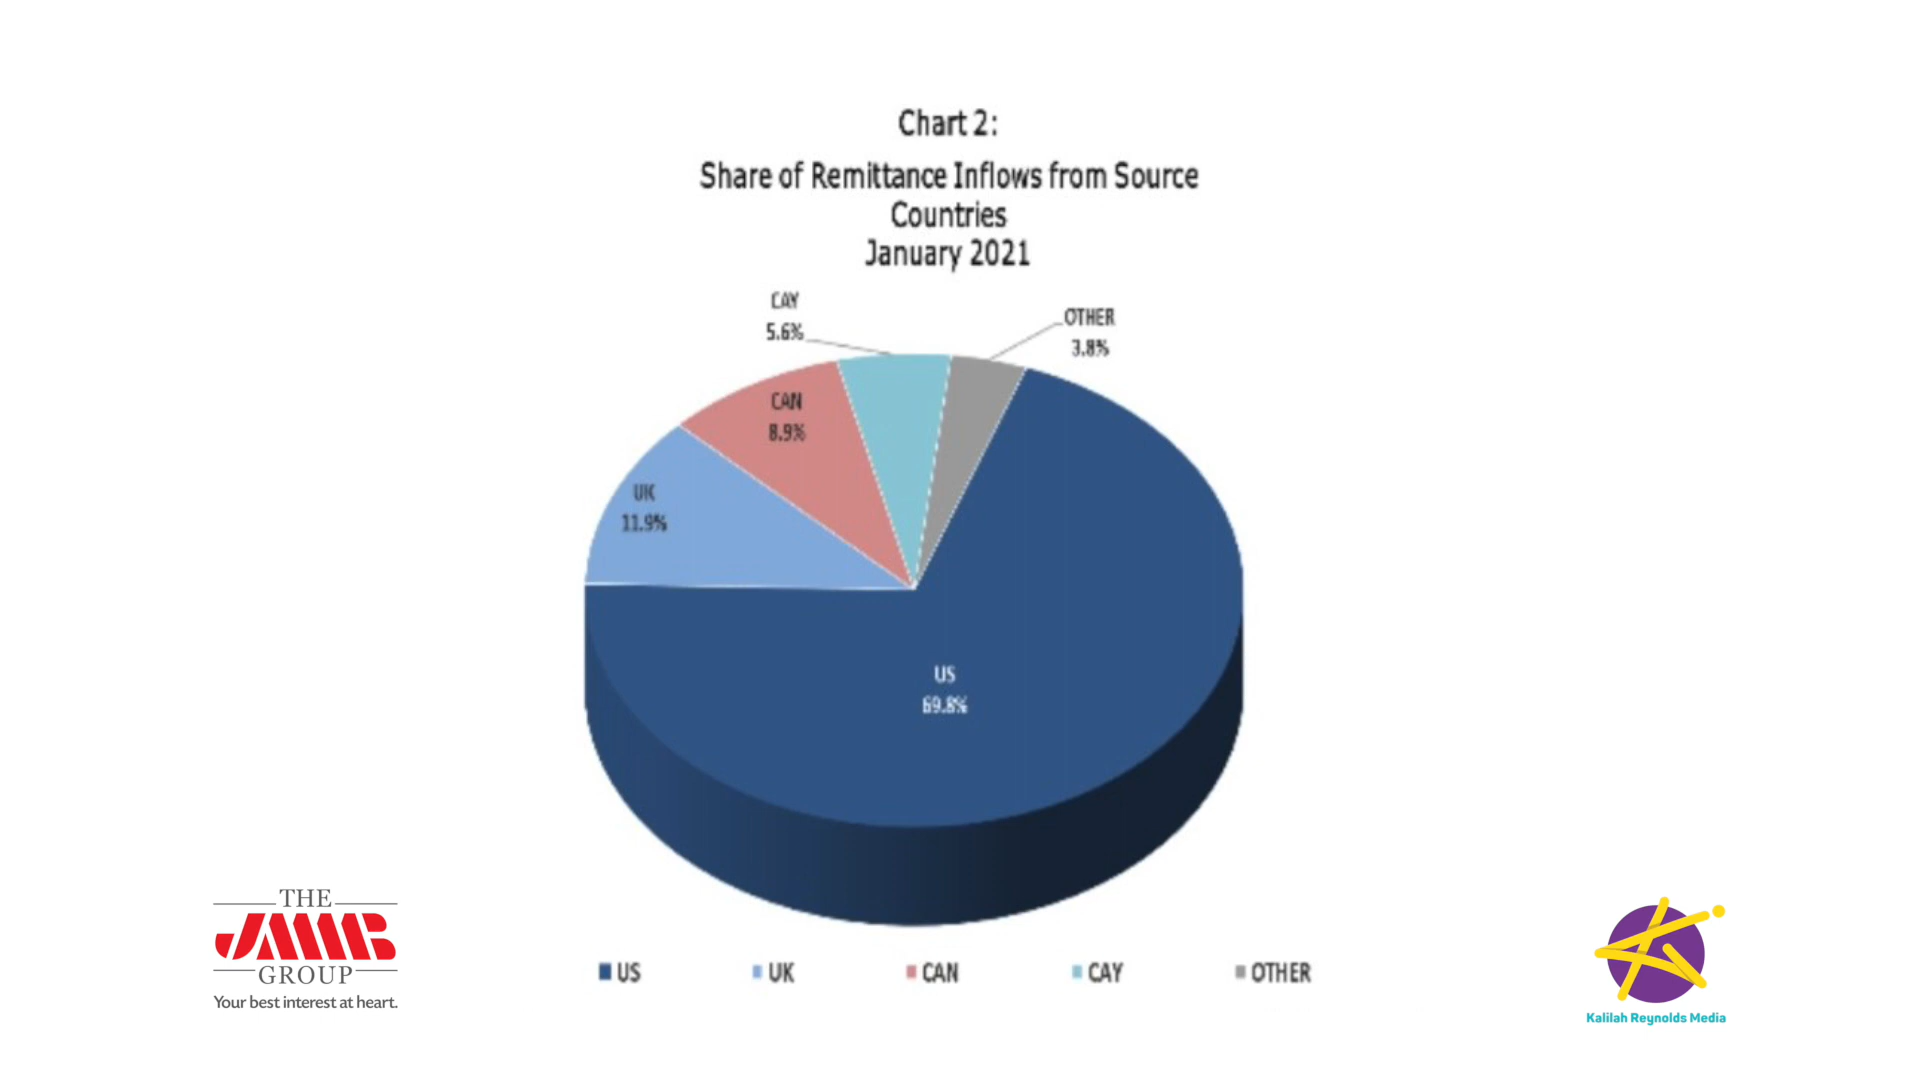 Chart 2:
Share of Remittance Inflows from Source
Countries
January 2021
CAY
5.6%
OTHER
3.8%
CAN
8.9%
UK
11.9%
US
69.8%
US
UK
CAN
CAY
OTHER
THE
JMMB
GROUP
Your best interest at heart.
Kalilah Reynolds Media